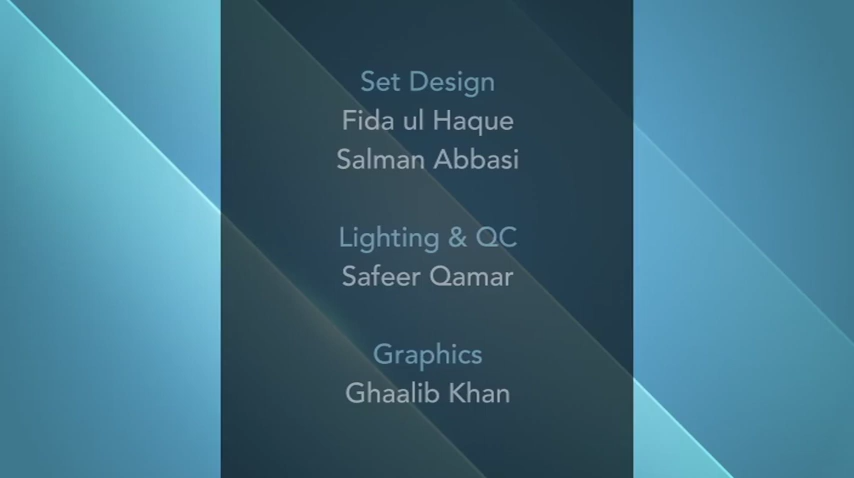 Set Design
Fida ul Haque
Salman Abbasi
Lighting & QC
Safeer Qamar
Graphics
Ghaalib Khan